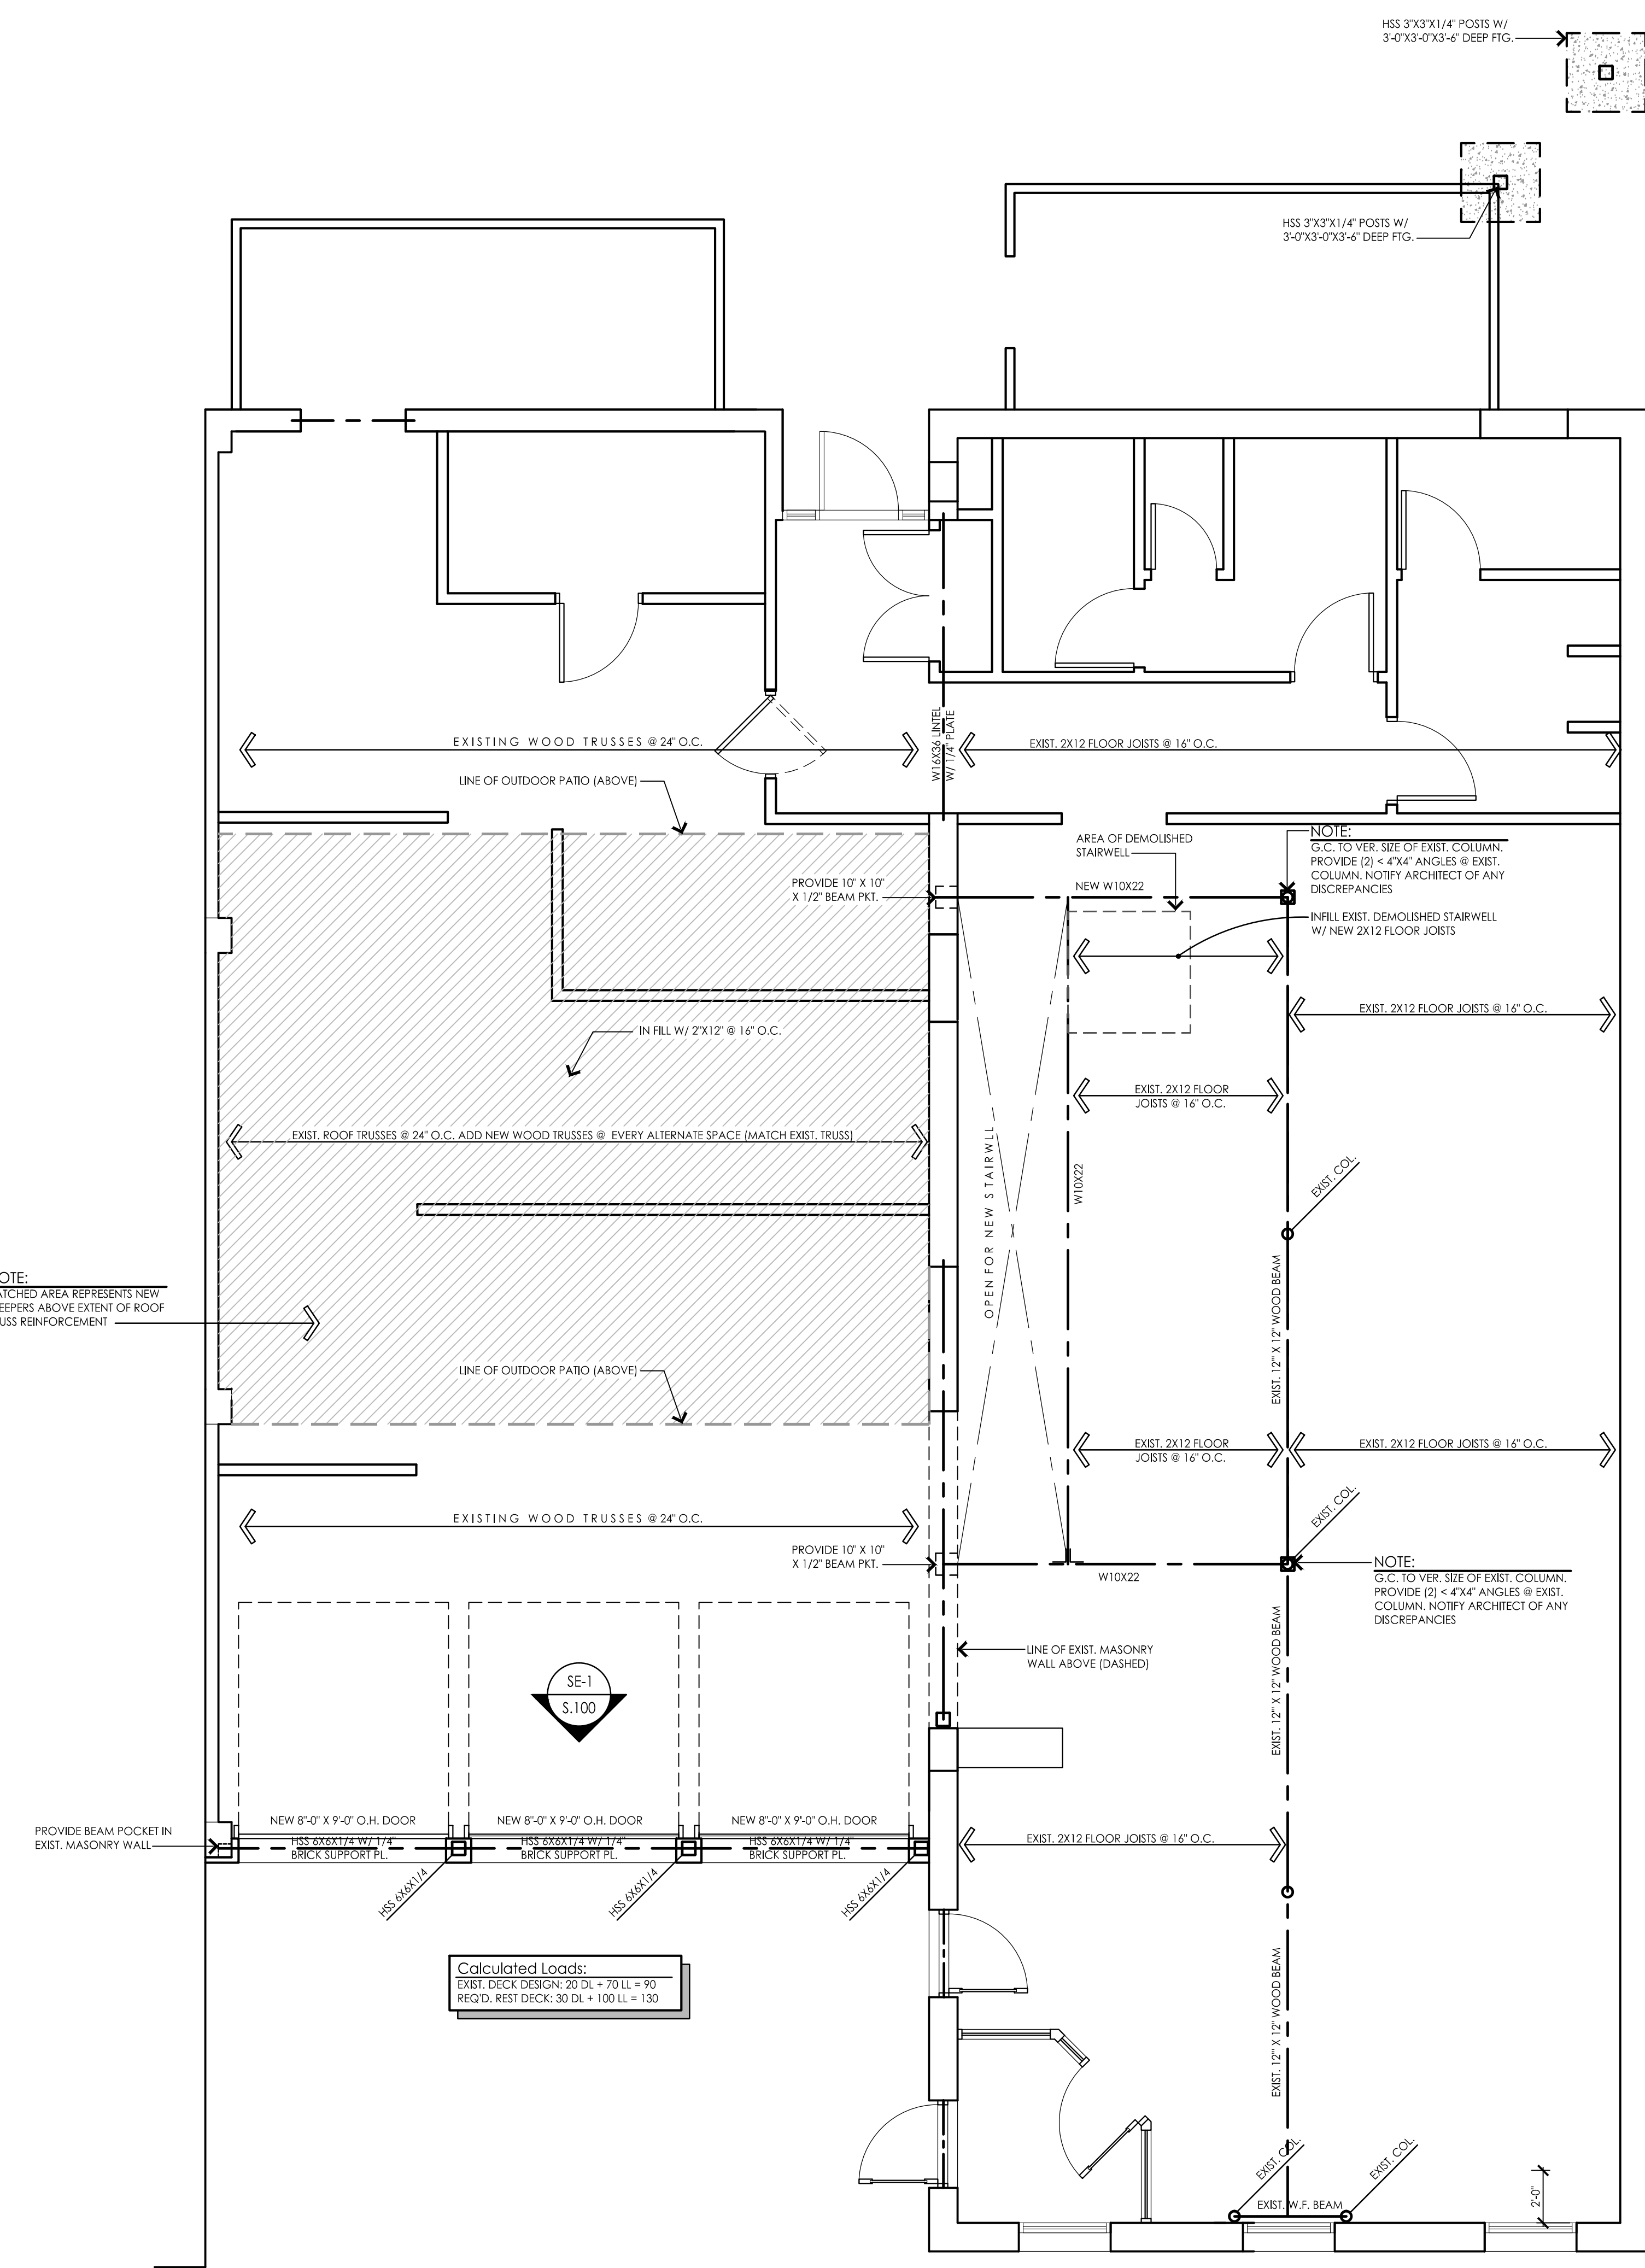 HSS 3"X3"X1/4" POSTS W/
3'-0"X3'-0"X3'-6" DEEP FTG.
HSS 3"X3"X1/4" POSTS W/
3'-0"X3'-0"X3'-6" DEEP FTG.
EXISTING WOOD TRUSSES @ 24" O.C.
W16X36 LINTEL
W/ 1/4" PLATE
EXIST. 2X12 FLOOR JOISTS @ 16" O.C.
LINE OF OUTDOOR PATIO (ABOVE)
AREA OF DEMOLISHED
STAIRWELL
NOTE:
G.C. TO VER. SIZE OF EXIST. COLUMN.
PROVIDE (2) < 4"X4" ANGLES @ EXIST.
COLUMN. NOTIFY ARCHITECT OF ANY
DISCREPANCIES
PROVIDE 10" X 10"
X 1/2" BEAM PKT.
NEW W10X22
INFILL EXIST. DEMOLISHED STAIRWELL
W/ NEW 2X12 FLOOR JOISTS
EXIST. 2X12 FLOOR JOISTS @ 16" O.C.
IN FILL W/ 2"X12" @ 16" O.C.
EXIST. 2X12 FLOOR
JOISTS @ 16" O.C.
EXIST. ROOF TRUSSES @ 24" O.C. ADD NEW WOOD TRUSSES @ EVERY ALTERNATE SPACE (MATCH EXIST. TRUSS)
OPEN FOR NEW STAIRWLL
W10X22
EXIST. COL.
EXIST. 12" X 12" WOOD BEAM
OTE:
ATCHED AREA REPRESENTS NEW
EEPERS ABOVE EXTENT OF ROOF
USS REINFORCEMENT
LINE OF OUTDOOR PATIO (ABOVE)
EXIST. 2X12 FLOOR
JOISTS @ 16" O.C.
EXIST. 2X12 FLOOR JOISTS @ 16" O.C.
EXISTING WOOD TRUSSES @ 24" O.C.
EXIST. COL.
PROVIDE 10" X 10"
X 1/2" BEAM PKT.
W10X22
NOTE:
G.C. TO VER. SIZE OF EXIST. COLUMN.
PROVIDE (2) < 4"X4" ANGLES @ EXIST.
COLUMN. NOTIFY ARCHITECT OF ANY
DISCREPANCIES
LINE OF EXIST. MASONRY
WALL ABOVE (DASHED)
EXIST. 12" X 12" WOOD BEAM
SE-1
S.100
PROVIDE BEAM POCKET IN
EXIST. MASONRY WALL
NEW 8'-0" X 9'-0" O.H. DOOR
HSS 6X6X1/4 W/ 1/4"
BRICK SUPPORT PL.
NEW 8'-0" X 9'-0" O.H. DOOR
HSS 6X6X1/4 W/ 1/4"
BRICK SUPPORT PL.
NEW 8'-0" X 9'-0" O.H. DOOR
HSS 6X6X1/4 W/ 1/4"
BRICK SUPPORT PL.
EXIST. 2X12 FLOOR JOISTS @ 16" O.C.
HSS 6X6X1/4
HSS 6X6X1/4
HSS 6X6X1/4
Calculated Loads:
EXIST. DECK DESIGN: 20 DL + 70 LL = 90
REQ'D. REST DECK: 30 DL + 100 LL = 130
EXIST. 12" X 12" WOOD BEAM
EXIST. COL.
EXIST. COL.
EXIST. W.F. BEAM
2'-0"